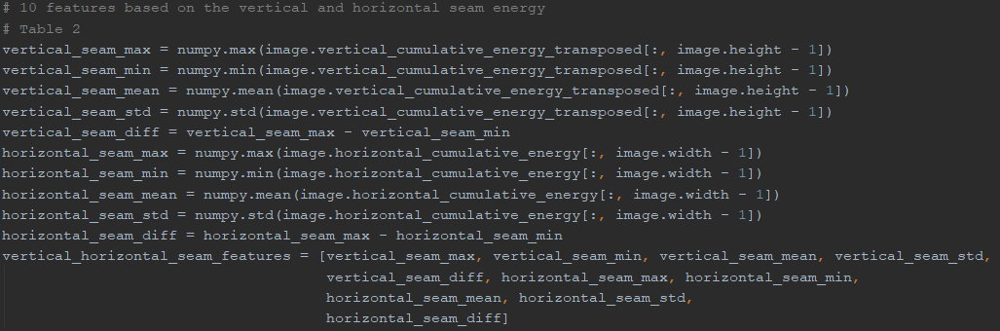 # 10 features based on the vertical and horizontal seam energy
# Table 2
vertical_seam_max = numpy.max(image.vertical_cumulative_energy_transposed[:, image.height - 1])
vertical_seam_min = numpy.min(image.vertical_cumulative_energy_transposed[:, image.height - 1])
vertical_seam_mean = numpy.mean(image.vertical_cumulative_energy_transposed[:, image.height - 1])
vertical_seam_std = numpy.std(image.vertical_cumulative_energy_transposed[:, image.height - 1])
vertical_seam_diff = vertical_seam_max - vertical_seam_min
horizontal_seam_max = numpy.max(image.horizontal_cumulative_energy[:, image.width - 1])
horizontal_seam_min = numpy.min(image.horizontal_cumulative_energy[:, image.width - 1])
horizontal_seam_mean = numpy.mean(image.horizontal_cumulative_energy[:, image.width - 1])
horizontal_seam_std = numpy.std(image.horizontal_cumulative_energy[:, image.width - 1])
horizontal_seam_diff = horizontal_seam_max - horizontal_seam_min
vertical_horizontal_seam_features = [vertical_seam_max, vertical_seam_min, vertical_seam_mean, vertical_seam_std,
vertical_seam_diff, horizontal_seam_max, horizontal_seam_min,
horizontal_seam_mean, horizontal_seam_std,
horizontal_seam_diff]